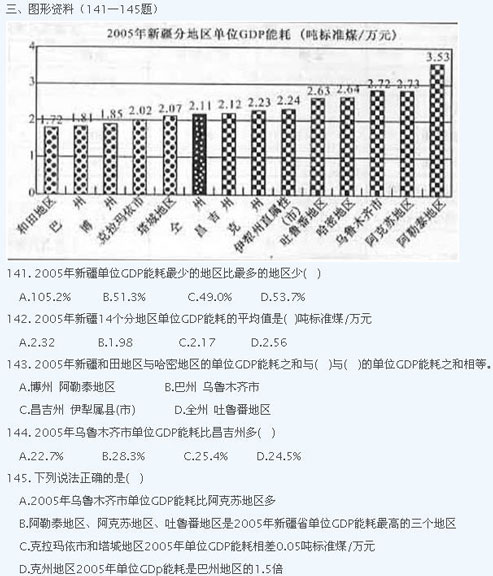 三、图形资料（141—145题）
2005年新疆分地区单位GDP能耗（吨标准煤/万元）
4
3
2
1
0
1.72 1.81 1.85 2.02 2.07 2.11 2.12 2.23 2.24 2.63 2.64 2.72 2.73 3.53
和田地区 巴州 博州 克拉玛依市 塔城地区 全州 昌吉州 克州 伊犁州直属性(市) 吐鲁番地区 哈密地区 乌鲁木齐市 阿克苏地区 阿勒泰地区
141. 2005年新疆单位GDP能耗最少的地区比最多的地区少( )
A.105.2% B.51.3% C.49.0% D.53.7%
142. 2005年新疆14个分地区单位GDP能耗的平均值是( )吨标准煤/万元
A.2.32 B.1.98 C.2.17 D.2.56
143. 2005年新疆和田地区与哈密地区的单位GDP能耗之和与( )与( )的单位GDP能耗之和相等。
A.博州 阿勒泰地区 B.巴州 乌鲁木齐市
C.昌吉州 伊犁属县(市) D.全州 吐鲁番地区
144. 2005年乌鲁木齐市单位GDP能耗比昌吉州多( )
A.22.7% B.28.3% C.25.4% D.24.5%
145. 下列说法正确的是( )
A.2005年乌鲁木齐市单位GDP能耗比阿克苏地区多
B.阿勒泰地区、阿克苏地区、吐鲁番地区是2005年新疆省单位GDP能耗最高的三个地区
C.克拉玛依市和塔城地区2005年单位GDP能耗相差0.05吨标准煤/万元
D.克州地区2005年单位GDp能耗是巴州地区的1.5倍